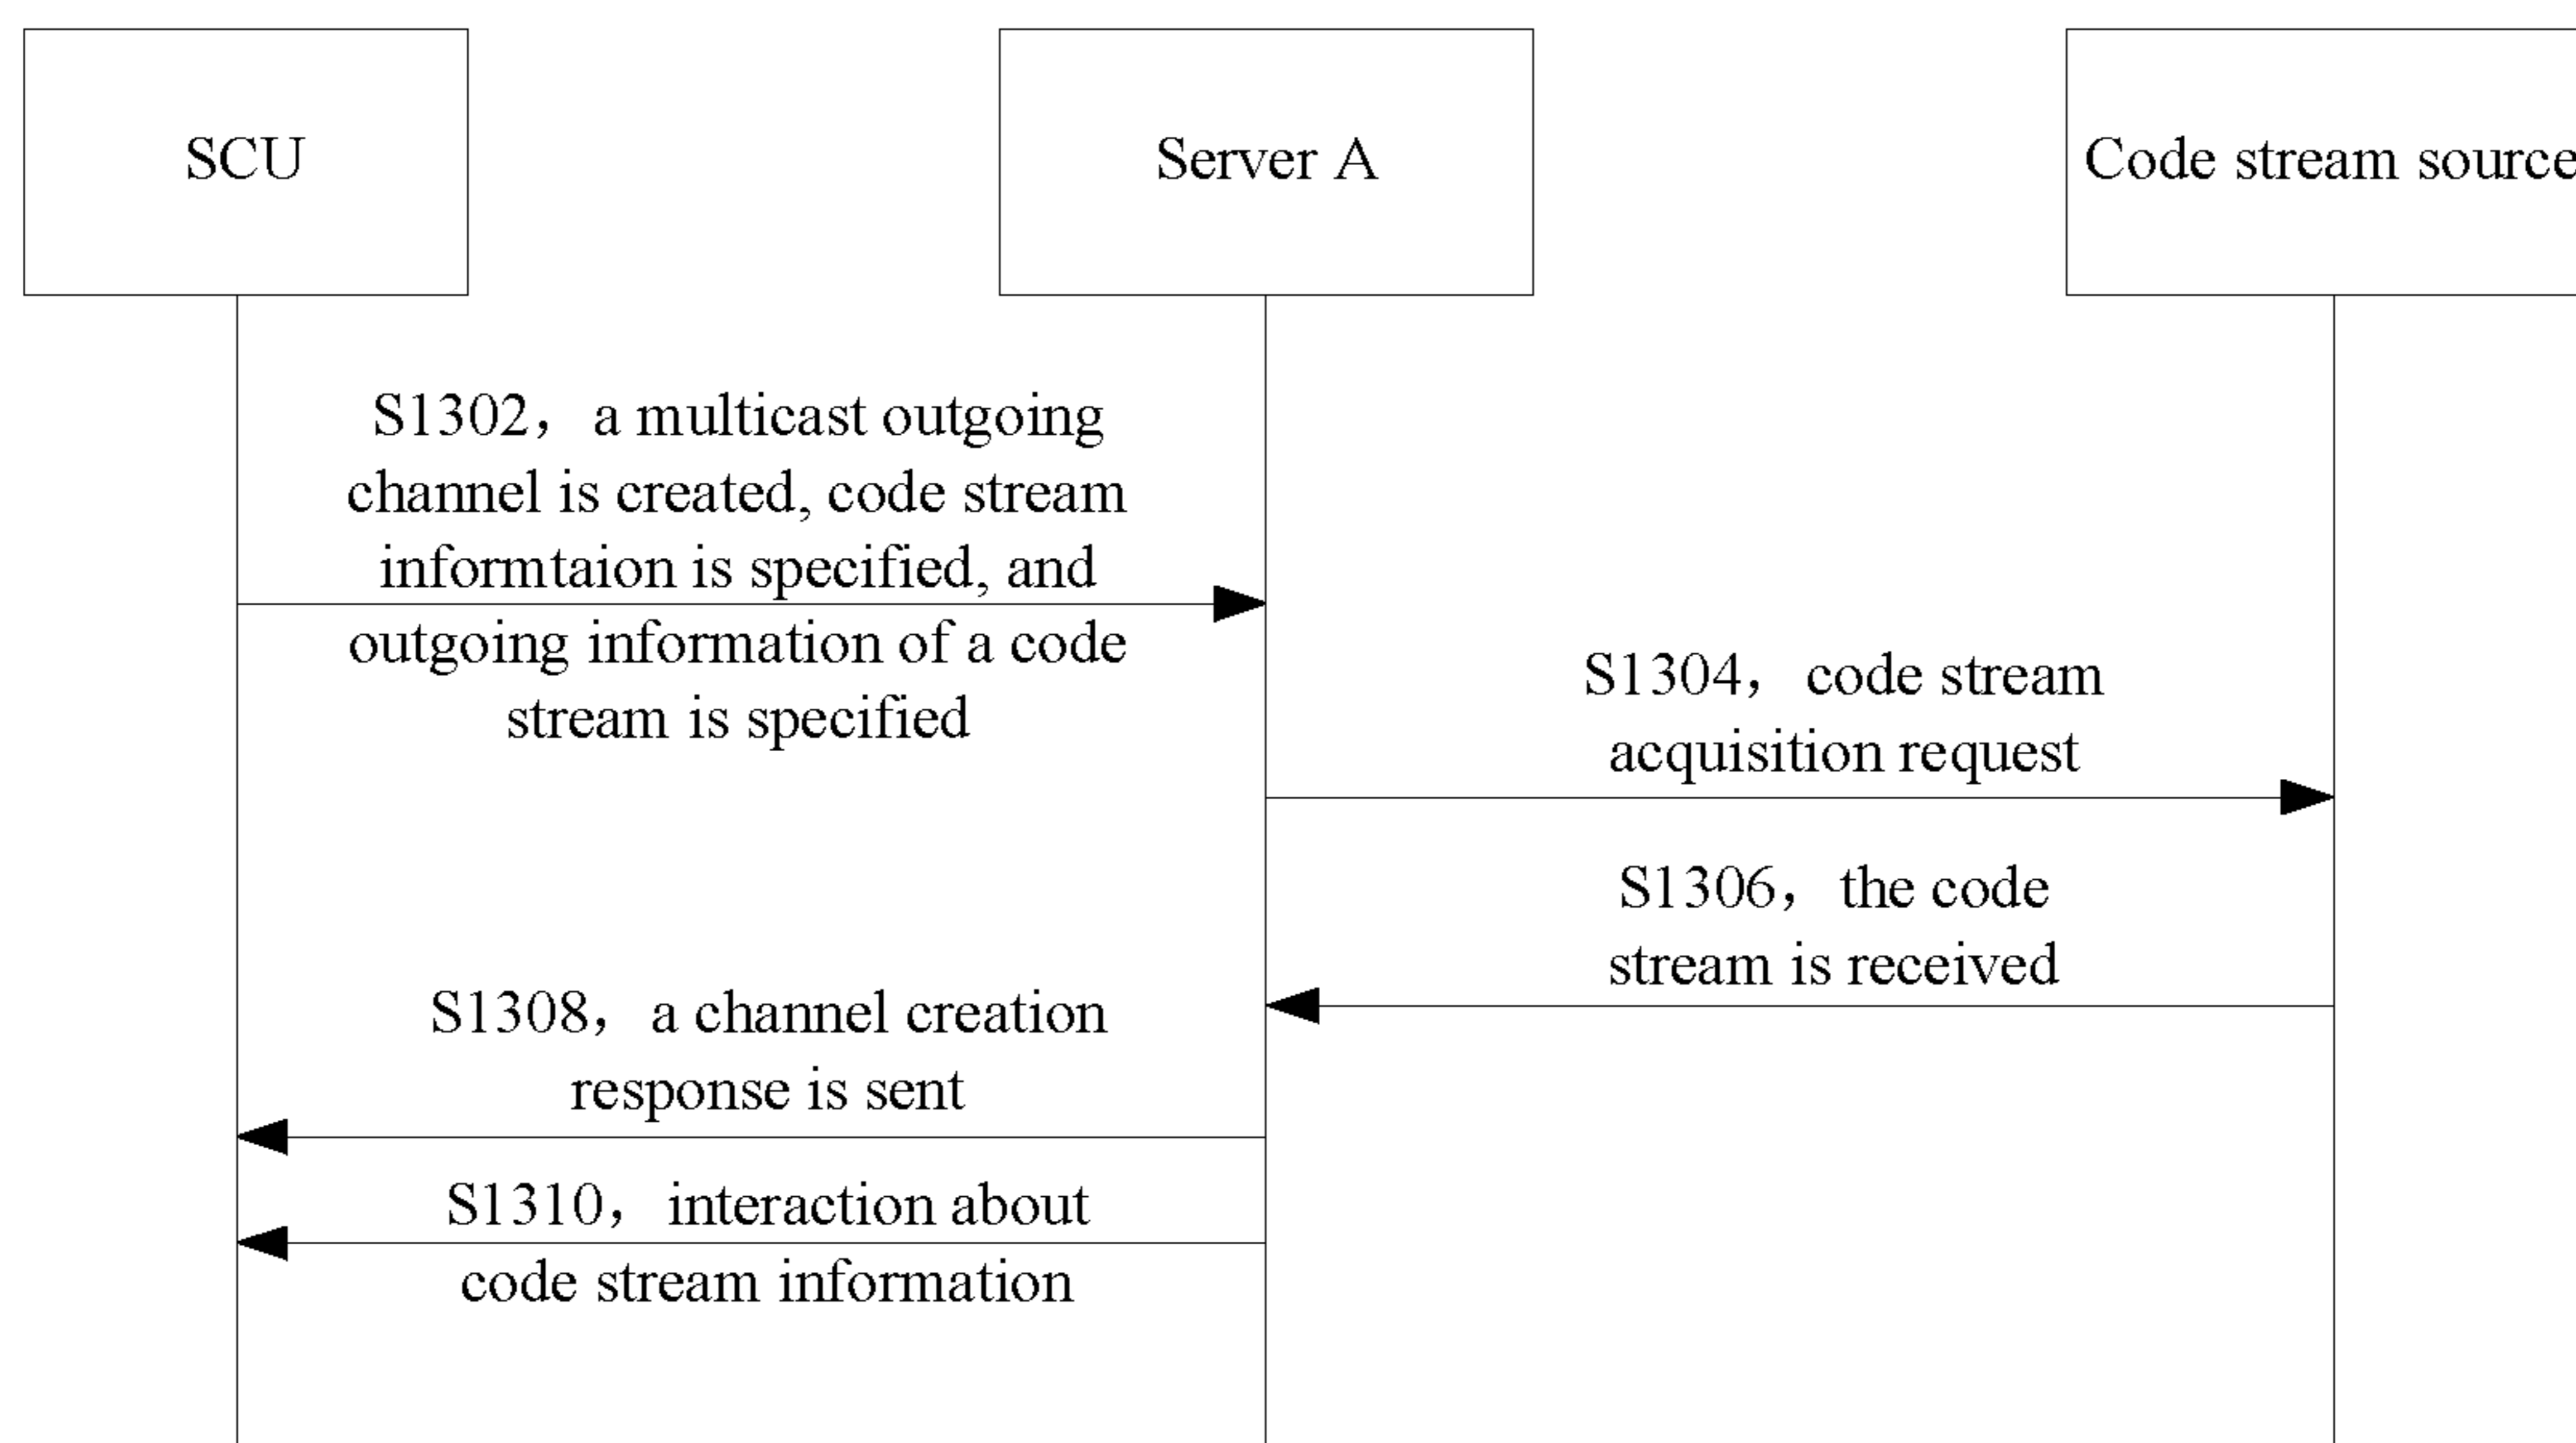 SCU
Server A
Code stream source
S1302，a multicast outgoing
channel is created, code stream
informtaion is specified, and
outgoing information of a code
stream is specified
S1304，code stream
acquisition request
S1306，the code
stream is received
S1308，a channel creation
response is sent
S1310，interaction about
code stream information